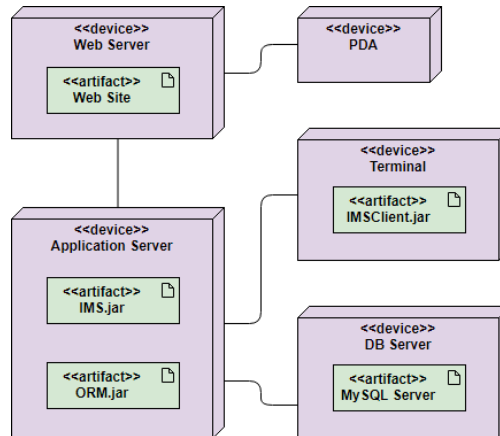 <<device>>
Web Server
<<artifact>>
Web Site
<<device>>
PDA
<<device>>
Terminal
<<artifact>>
IMSClient.jar
<<device>>
Application Server
<<artifact>>
IMS.jar
<<artifact>>
ORM.jar
<<device>>
DB Server
<<artifact>>
MySQL Server